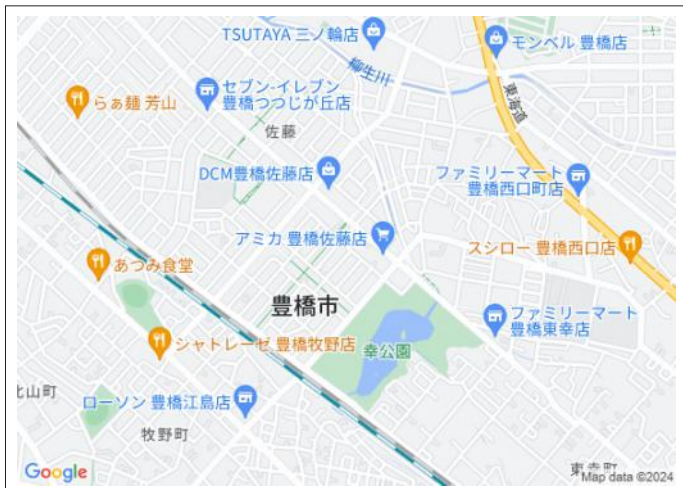 TSUTAYA 三ノ輪店
モンベル 豊橋店
柳生川
東海道
らぁ麺 芳山
セブン-イレブン
豊橋つつじが丘店
佐藤
DCM豊橋佐藤店
ファミリーマート
豊橋西口町店
アミカ 豊橋佐藤店
スシロー 豊橋西口店
あつみ食堂
豊橋市
ファミリーマート
豊橋東幸店
シャトレーゼ 豊橋牧野店
幸公園
北山町
ローソン 豊橋江島店
牧野町
東幸町
Google
Map data ©2024